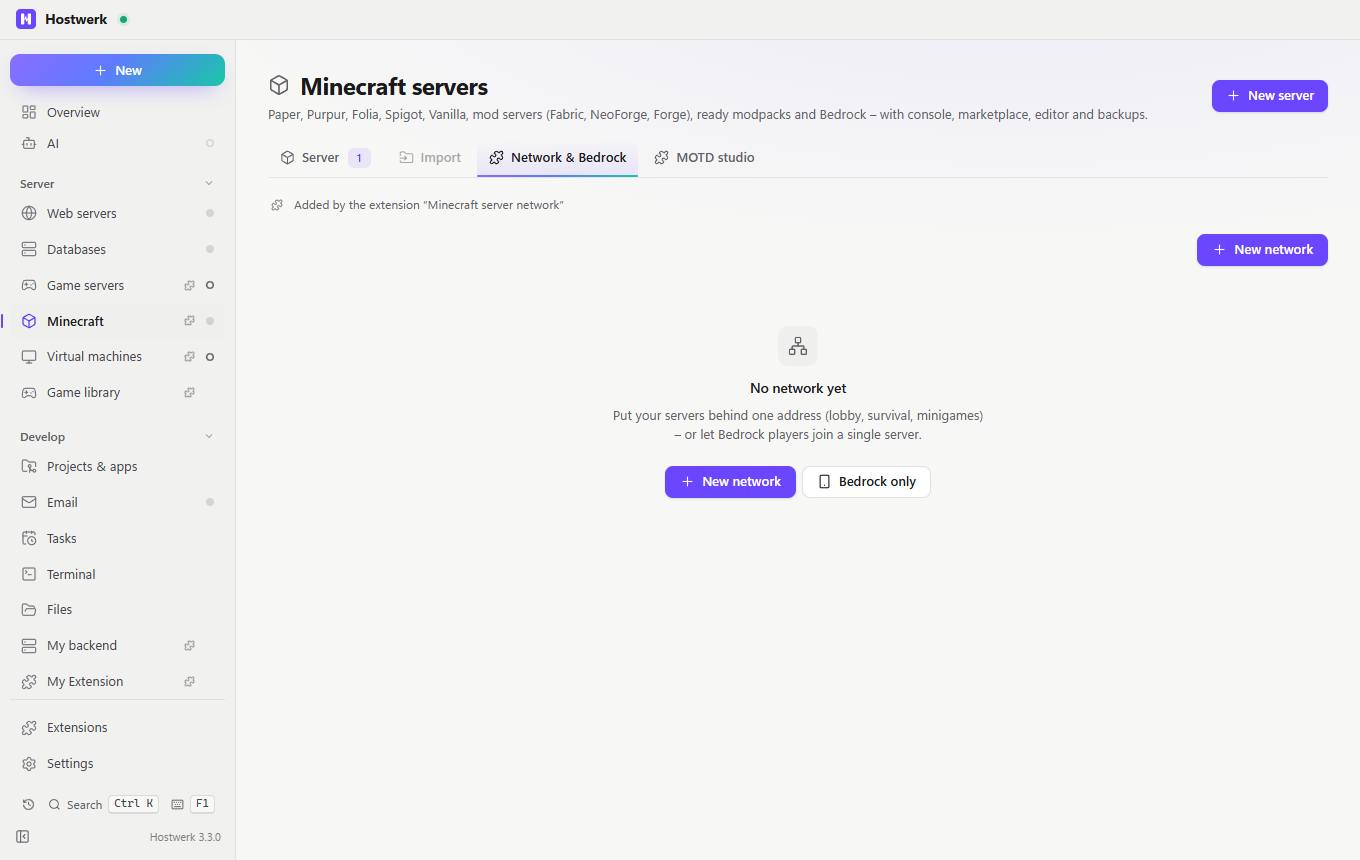 Hostwerk
New
Overview
AI
Server
Web servers
Databases
Game servers
Minecraft
Virtual machines
Game library
Develop
Projects & apps
Email
Tasks
Terminal
Files
My backend
My Extension
Extensions
Settings
Search Ctrl K F1
Hostwerk 3.3.0
Minecraft servers
Paper, Purpur, Folia, Spigot, Vanilla, mod servers (Fabric, NeoForge, Forge), ready modpacks and Bedrock – with console, marketplace, editor and backups.
New server
Server 1 Import Network & Bedrock MOTD studio
Added by the extension “Minecraft server network”
New network
No network yet
Put your servers behind one address (lobby, survival, minigames)
– or let Bedrock players join a single server.
New network Bedrock only